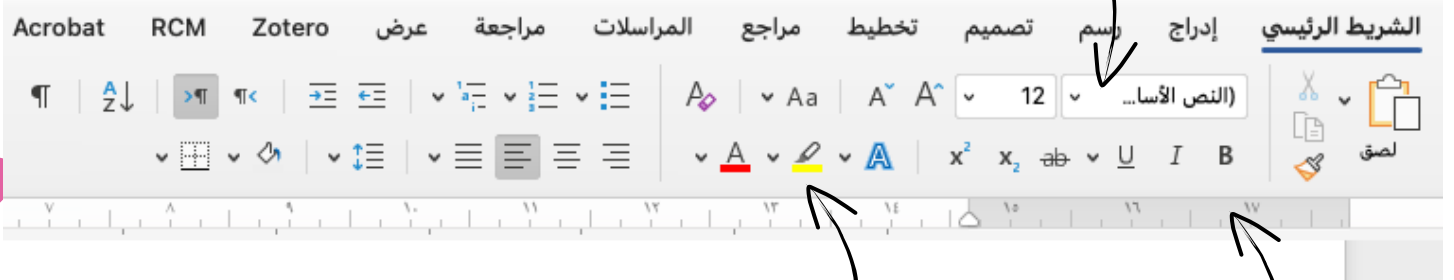 الشريط الرئيسي إدراج رسم تصميم تخطيط مراجع المراسلات مراجعة عرض Zotero RCM Acrobat
لصق
(النص الأسا... 12 A A Aa A
B I U ab x₂ x² A A
١٧ ١٦ ١٥ ١٤ ١٣ ١٢ ١١ ١٠ ٩ ٨ ٧